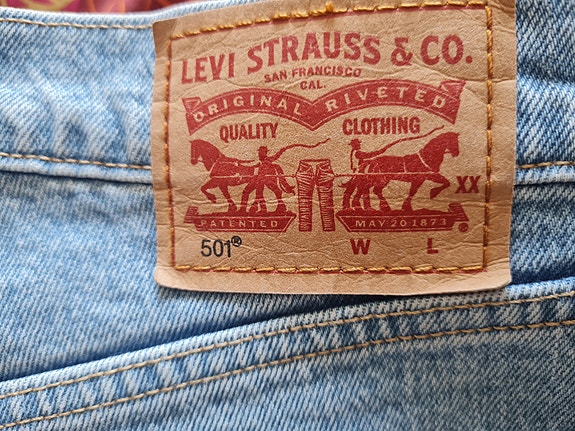 LEVI STRAUSS & CO.
SAN FRANCISCO
CAL.
ORIGINAL RIVETED
QUALITY CLOTHING
XX
PATENTED MAY 20 1873 ®
501® W L